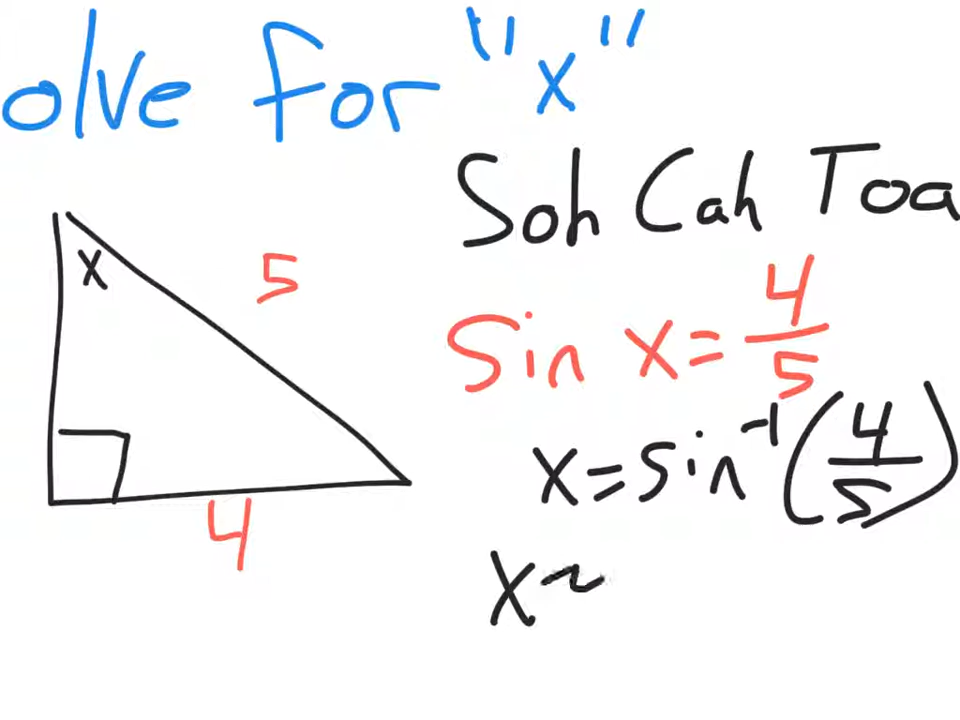 olve for "x"
Soh Cah Toa
x
5
sin x = 4/5
x = sin⁻¹(4/5)
4
x ~